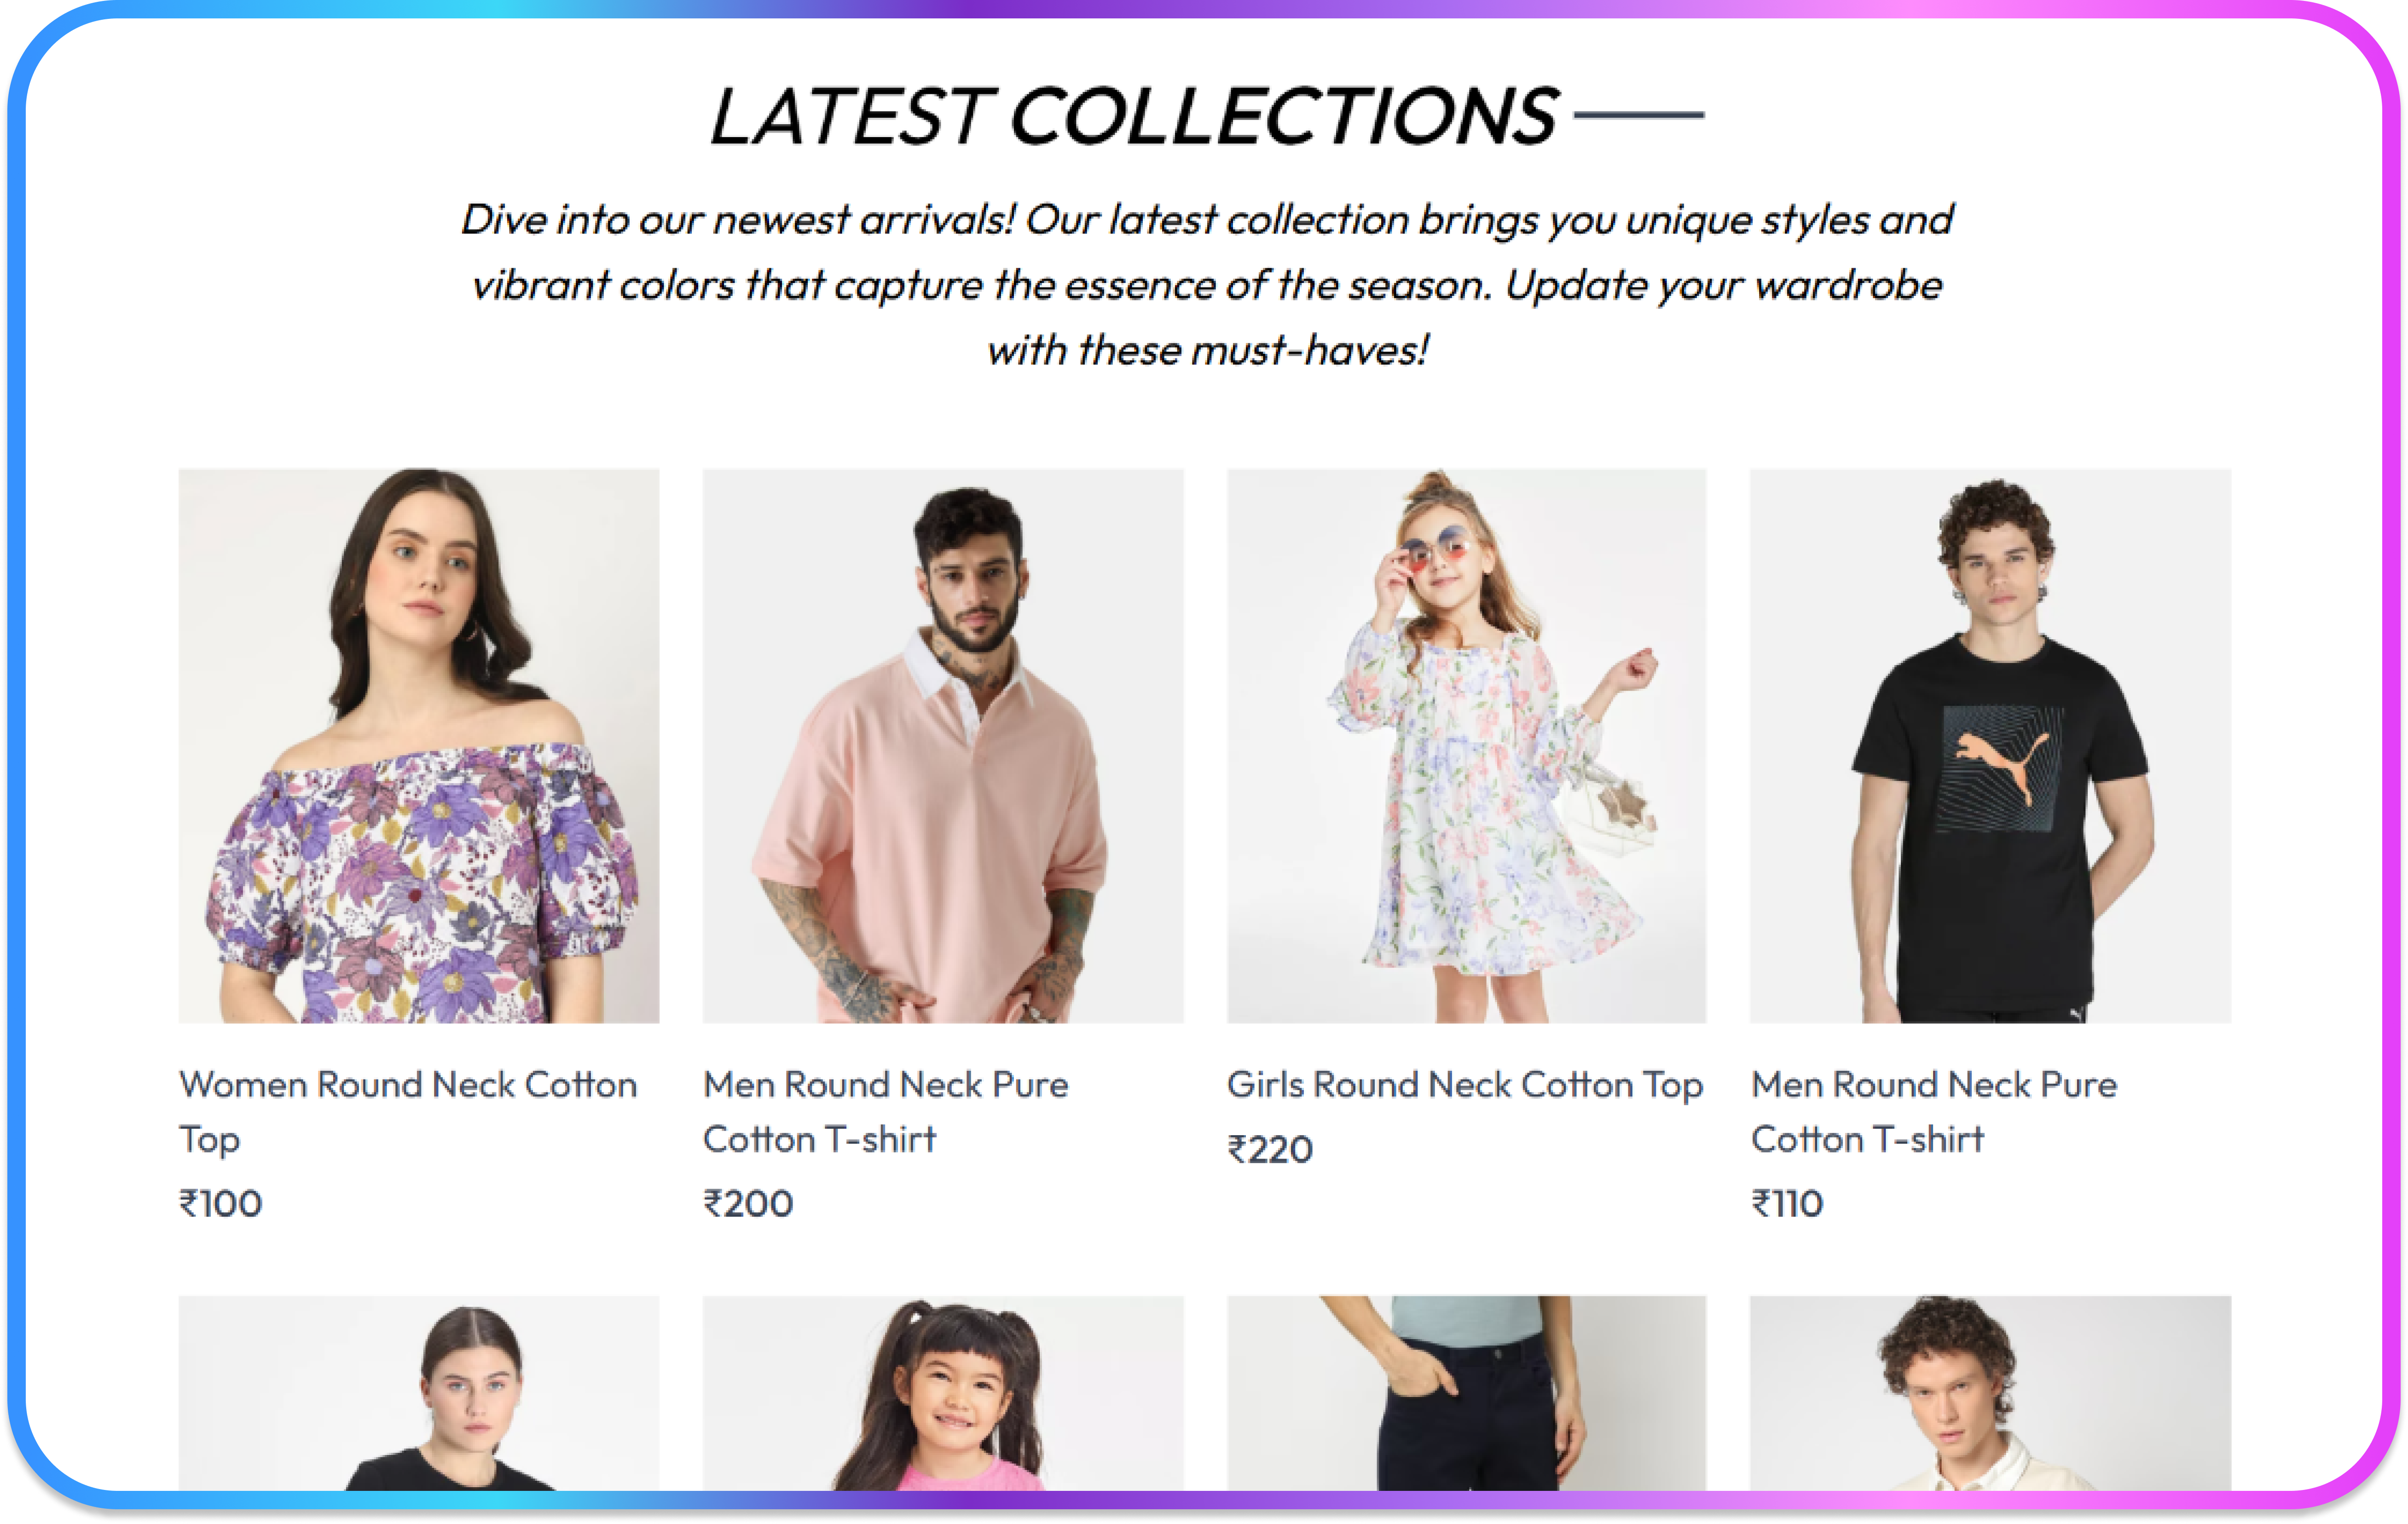 LATEST COLLECTIONS
Dive into our newest arrivals! Our latest collection brings you unique styles and
vibrant colors that capture the essence of the season. Update your wardrobe
with these must-haves!
Women Round Neck Cotton
Top
₹100
Men Round Neck Pure
Cotton T-shirt
₹200
Girls Round Neck Cotton Top
₹220
Men Round Neck Pure
Cotton T-shirt
₹110